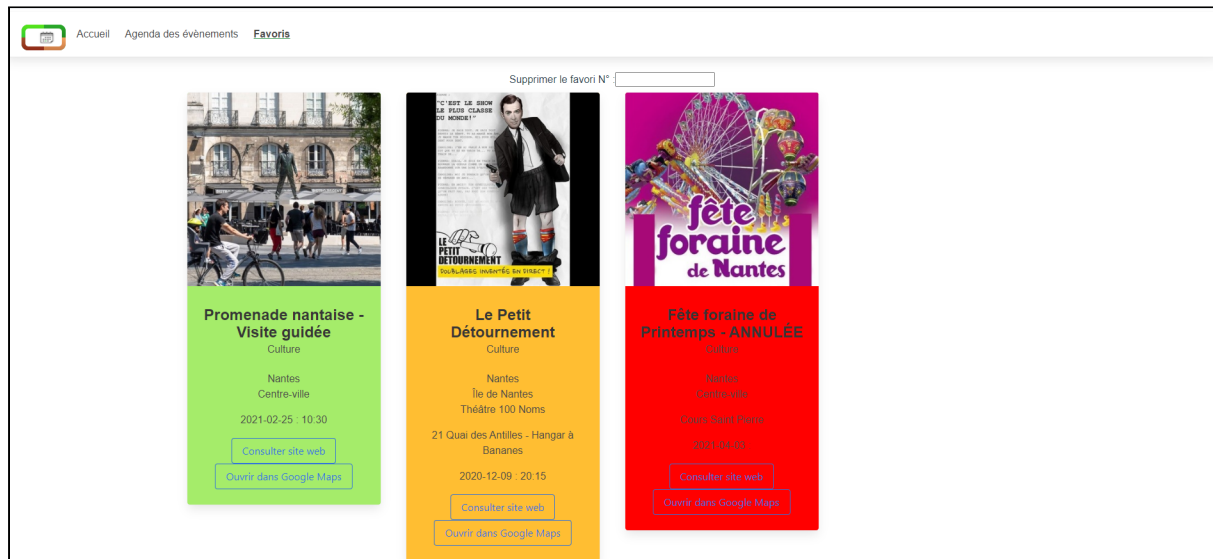 Accueil Agenda des évènements Favoris
Supprimer le favori N° :
"C'EST LE SHOW
LE PLUS CLASSE
DU MONDE!"
LE
PETIT
DÉTOURNEMENT
DOUBLAGES INVENTÉS EN DIRECT !
fête
foraine
de Nantes
Promenade nantaise -
Visite guidée
Culture
Nantes
Centre-ville
2021-02-25 : 10:30
Consulter site web
Ouvrir dans Google Maps
Le Petit
Détournement
Culture
Nantes
Île de Nantes
Théâtre 100 Noms
21 Quai des Antilles - Hangar à
Bananes
2020-12-09 : 20:15
Consulter site web
Ouvrir dans Google Maps
Fête foraine de
Printemps - ANNULÉE
Culture
Nantes
Centre-ville
Cours Saint Pierre
2021-04-03
Consulter site web
Ouvrir dans Google Maps